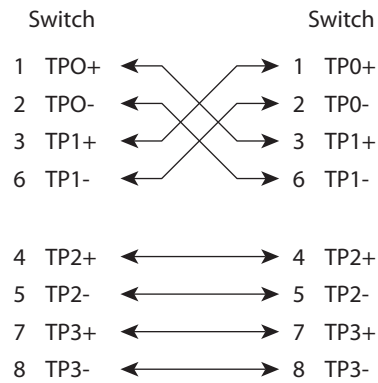 Switch Switch
1 TPO+ 1 TP0+
2 TPO- 2 TP0-
3 TP1+ 3 TP1+
6 TP1- 6 TP1-
4 TP2+ 4 TP2+
5 TP2- 5 TP2-
7 TP3+ 7 TP3+
8 TP3- 8 TP3-